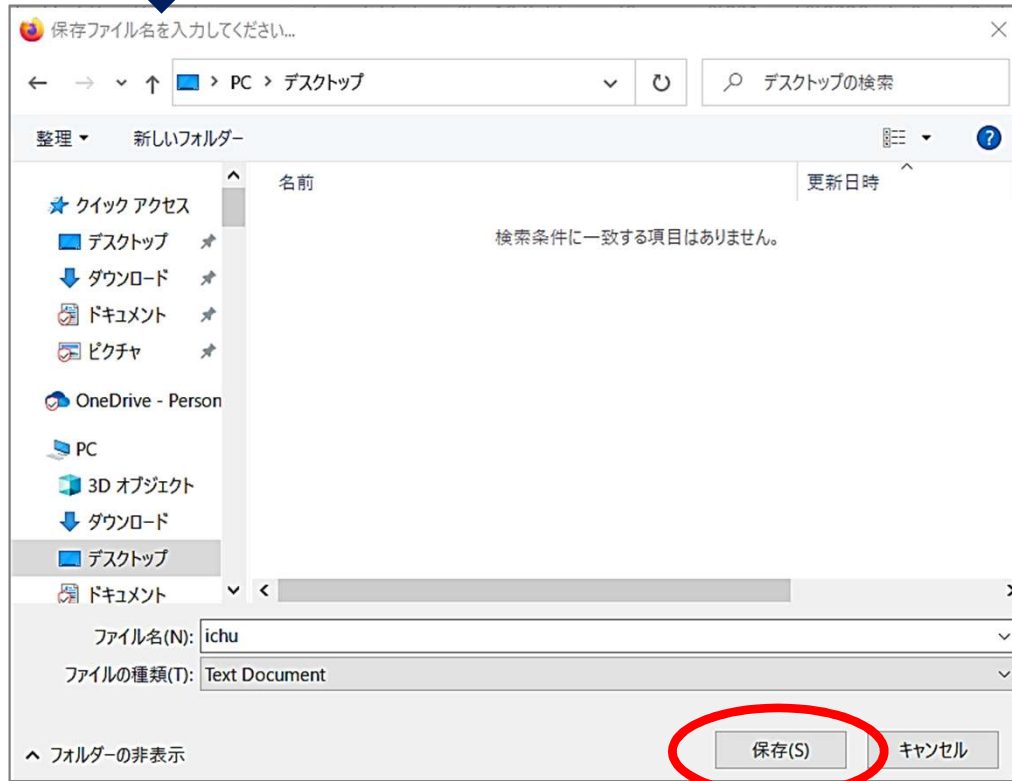 保存ファイル名を入力してください...
PC > デスクトップ
デスクトップの検索
整理
新しいフォルダー
名前
更新日時
検索条件に一致する項目はありません。
クイック アクセス
デスクトップ
ダウンロード
ドキュメント
ピクチャ
OneDrive - Person
PC
3D オブジェクト
ダウンロード
デスクトップ
ドキュメント
ファイル名(N): ichu
ファイルの種類(T): Text Document
フォルダーの非表示
保存(S)
キャンセル